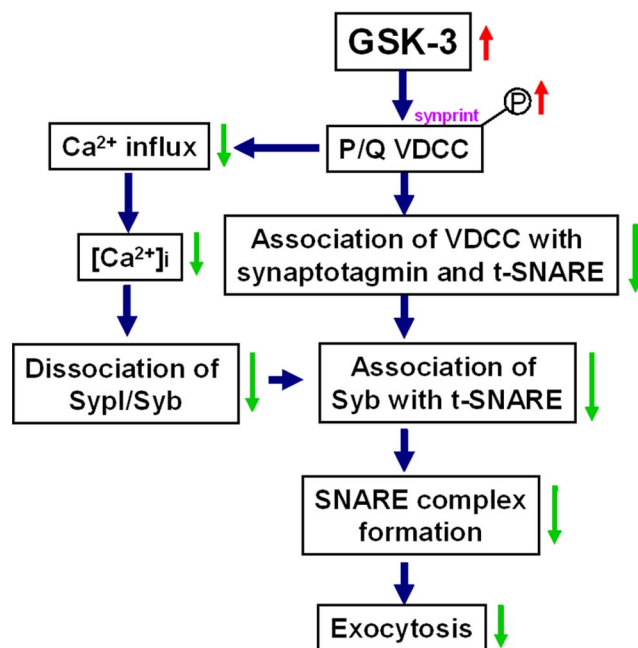 GSK-3
synprint
P
Ca²⁺ influx
P/Q VDCC
Association of VDCC with
synaptotagmin and t-SNARE
[Ca²⁺]i
Dissociation of
SypI/Syb
Association of
Syb with t-SNARE
SNARE complex
formation
Exocytosis